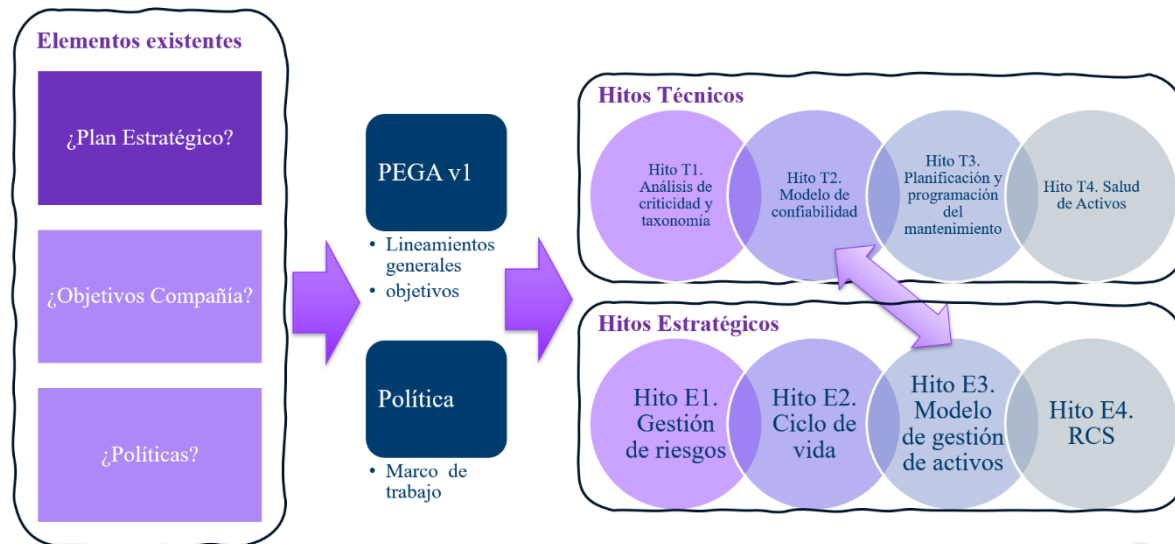 Elementos existentes
¿Plan Estratégico?
¿Objetivos Compañía?
¿Políticas?
PEGA v1
• Lineamientos
generales
• objetivos
Política
• Marco de
trabajo
Hitos Técnicos
Hito T1.
Análisis de
criticidad y
taxonomía
Hito T2.
Modelo de
confiabilidad
Hito T3.
Planificación y
programación
del
mantenimiento
Hito T4. Salud
de Activos
Hitos Estratégicos
Hito E1.
Gestión
de riesgos
Hito E2.
Ciclo de
vida
Hito E3.
Modelo
de gestión
de activos
Hito E4.
RCS